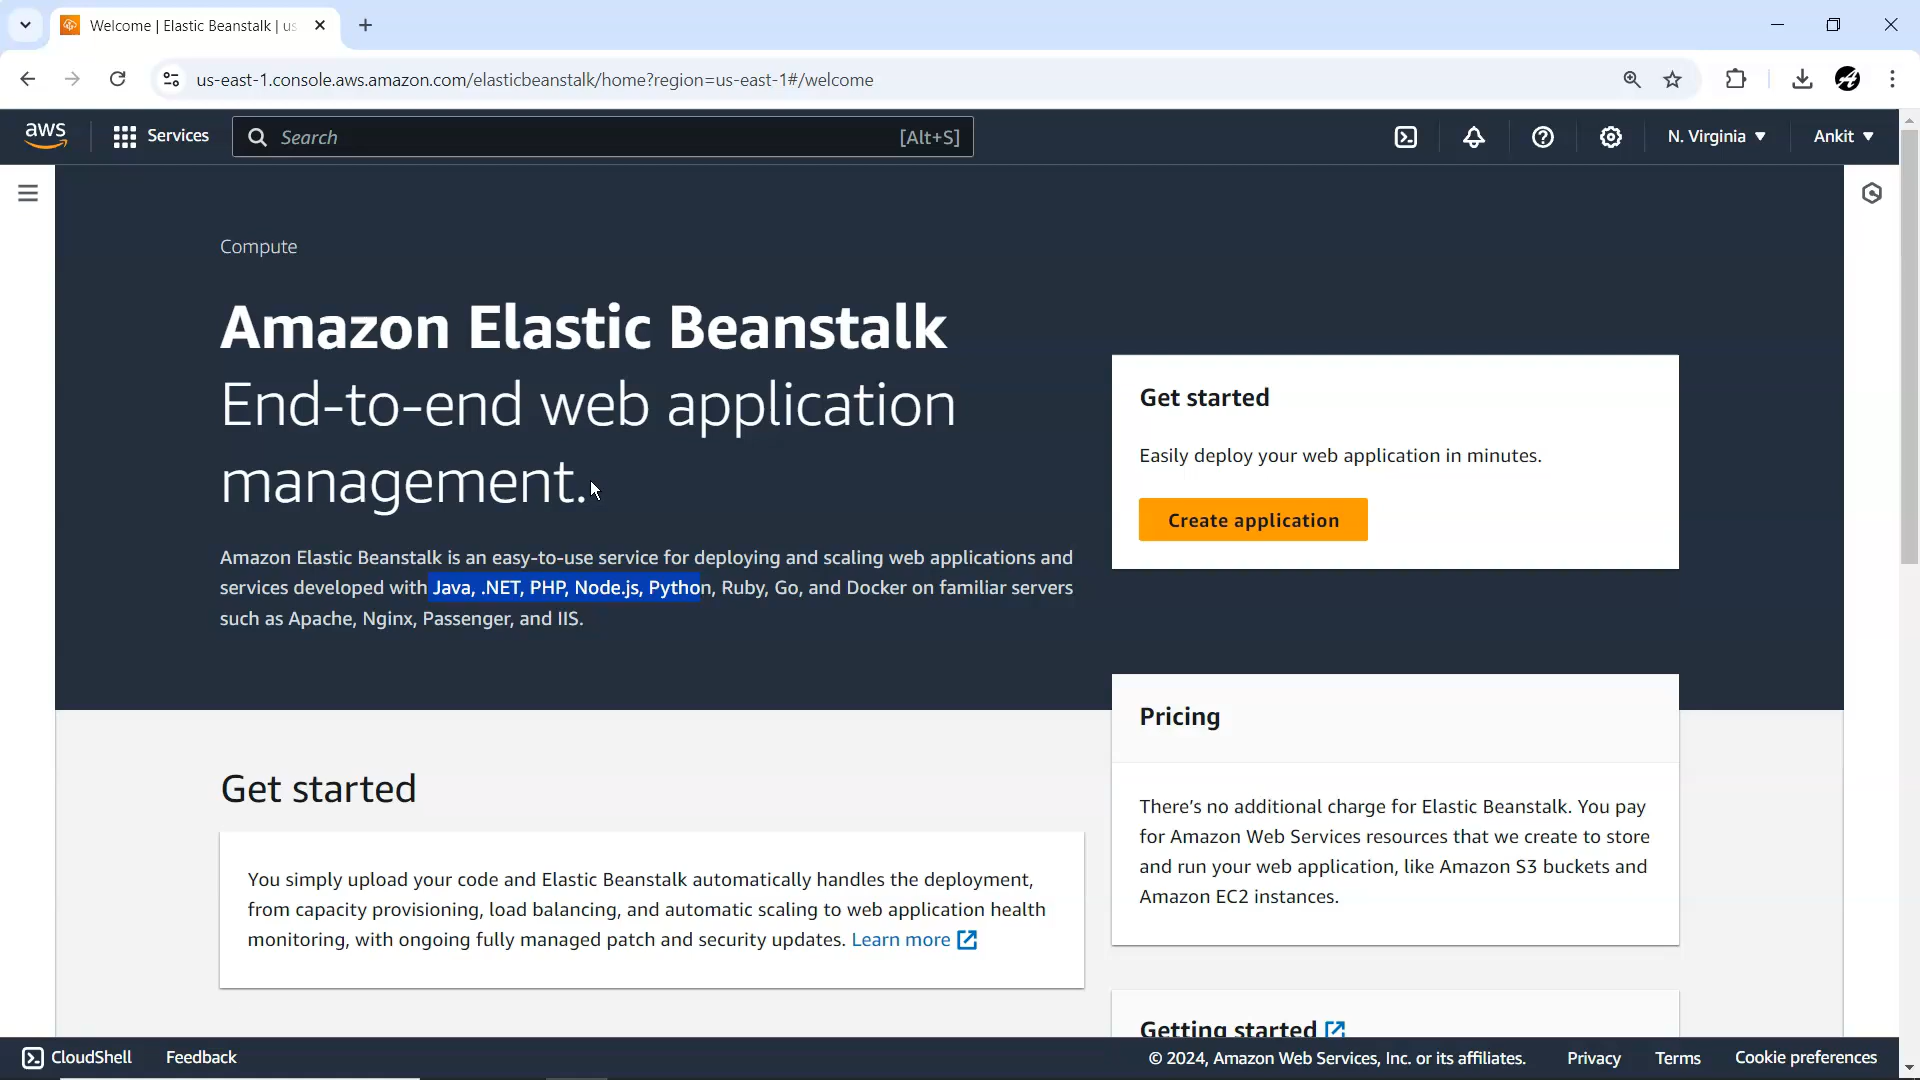 Welcome | Elastic Beanstalk | us
us-east-1.console.aws.amazon.com/elasticbeanstalk/home?region=us-east-1#/welcome
aws
Services
Search
[Alt+S]
N. Virginia
Ankit
Compute
Amazon Elastic Beanstalk
End-to-end web application
management.
Amazon Elastic Beanstalk is an easy-to-use service for deploying and scaling web applications and
services developed with Java, .NET, PHP, Node.js, Python, Ruby, Go, and Docker on familiar servers
such as Apache, Nginx, Passenger, and IIS.
Get started
Easily deploy your web application in minutes.
Create application
Pricing
There's no additional charge for Elastic Beanstalk. You pay
for Amazon Web Services resources that we create to store
and run your web application, like Amazon S3 buckets and
Amazon EC2 instances.
Get started
You simply upload your code and Elastic Beanstalk automatically handles the deployment,
from capacity provisioning, load balancing, and automatic scaling to web application health
monitoring, with ongoing fully managed patch and security updates. Learn more
Getting started
CloudShell
Feedback
© 2024, Amazon Web Services, Inc. or its affiliates.
Privacy
Terms
Cookie preferences